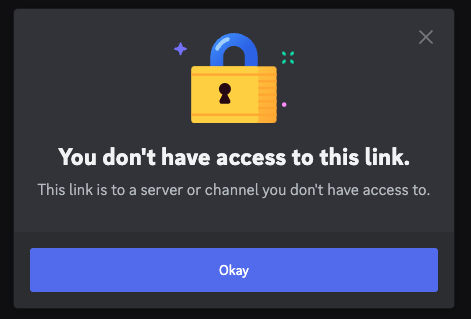 You don't have access to this link.
This link is to a server or channel you don't have access to.
Okay